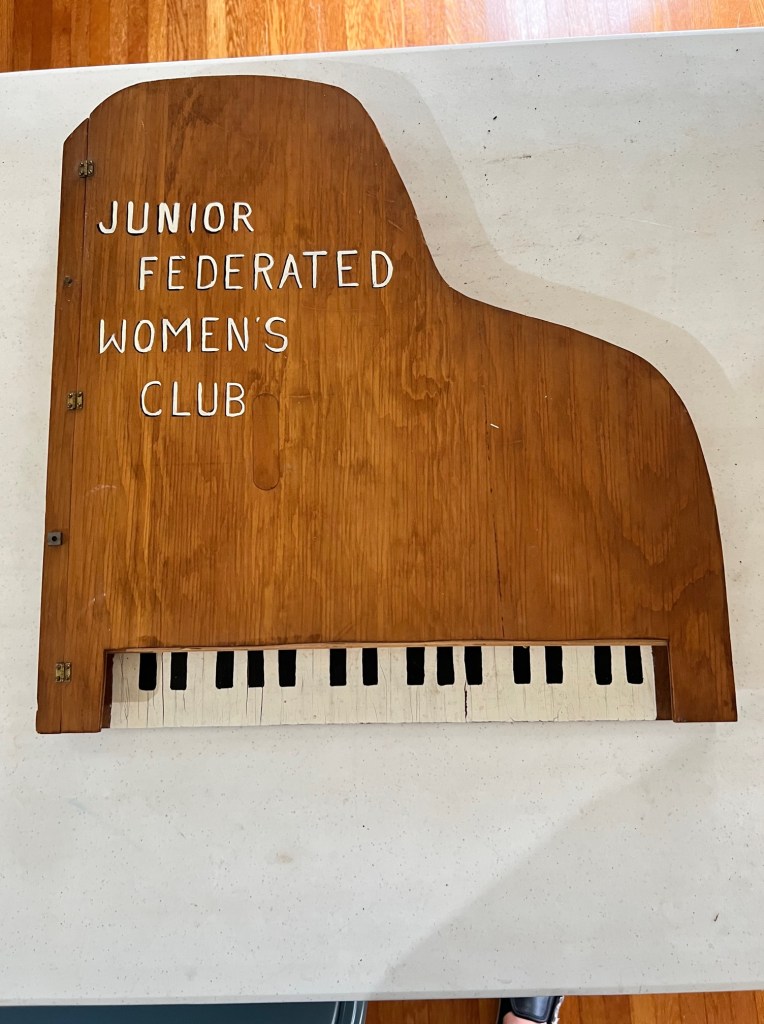 JUNIOR
FEDERATED
WOMEN'S
CLUB